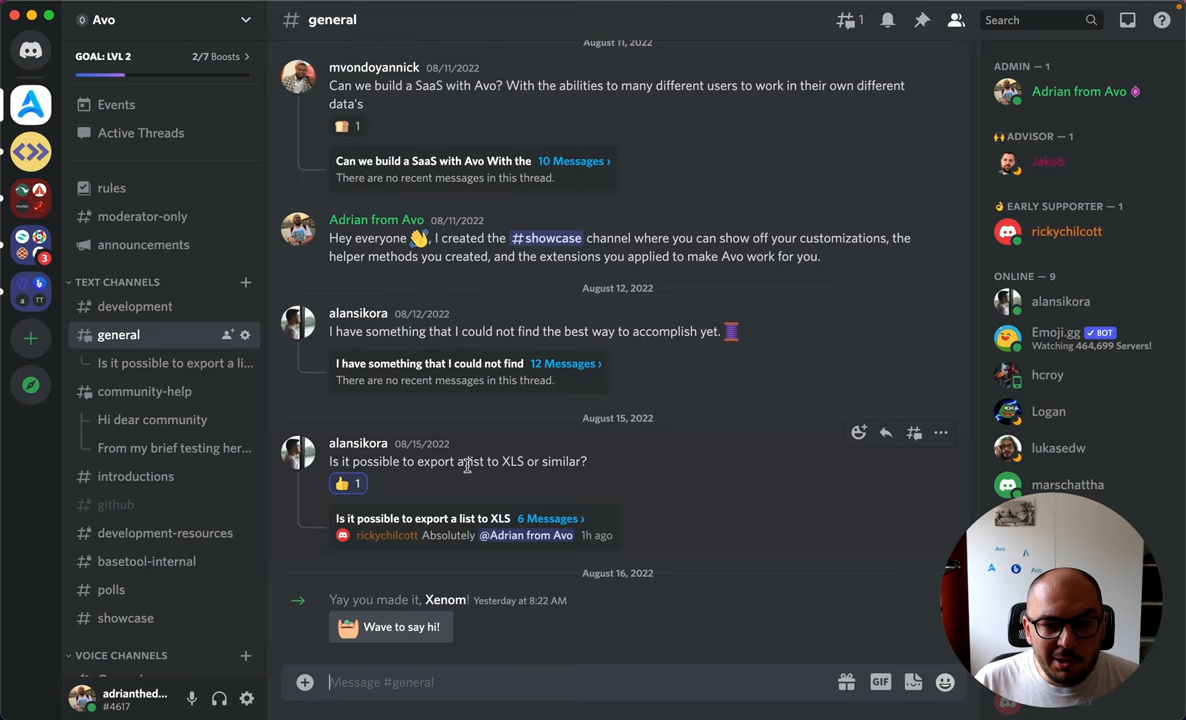 Avo
GOAL: LVL 2
2/7 Boosts >
Events
Active Threads
rules
moderator-only
announcements
TEXT CHANNELS
development
general
Is it possible to export a li...
community-help
Hi dear community
From my brief testing her...
introductions
github
development-resources
basetool-internal
polls
showcase
VOICE CHANNELS
adrianthed...
#4617
3
a TT
general
1
Search
August 11, 2022
mvondoyannick 08/11/2022
Can we build a SaaS with Avo? With the abilities to many different users to work in their own different
data's
1
Can we build a SaaS with Avo With the 10 Messages >
There are no recent messages in this thread.
Adrian from Avo 08/11/2022
Hey everyone 👋, I created the #showcase channel where you can show off your customizations, the
helper methods you created, and the extensions you applied to make Avo work for you.
August 12, 2022
alansikora 08/12/2022
I have something that I could not find the best way to accomplish yet. 🧵
I have something that I could not find 12 Messages >
There are no recent messages in this thread.
August 15, 2022
alansikora 08/15/2022
Is it possible to export a list to XLS or similar?
👍 1
Is it possible to export a list to XLS 6 Messages >
rickychilcott Absolutely @Adrian from Avo 1h ago
August 16, 2022
Yay you made it, Xenom! Yesterday at 8:22 AM
Wave to say hi!
Message #general
GIF
ADMIN — 1
Adrian from Avo
🙌 ADVISOR — 1
Jakob
👌 EARLY SUPPORTER — 1
rickychilcott
ONLINE — 9
alansikora
Emoji.gg ✓ BOT
Watching 464,699 Servers!
hcroy
Logan
lukasedw
marschattha